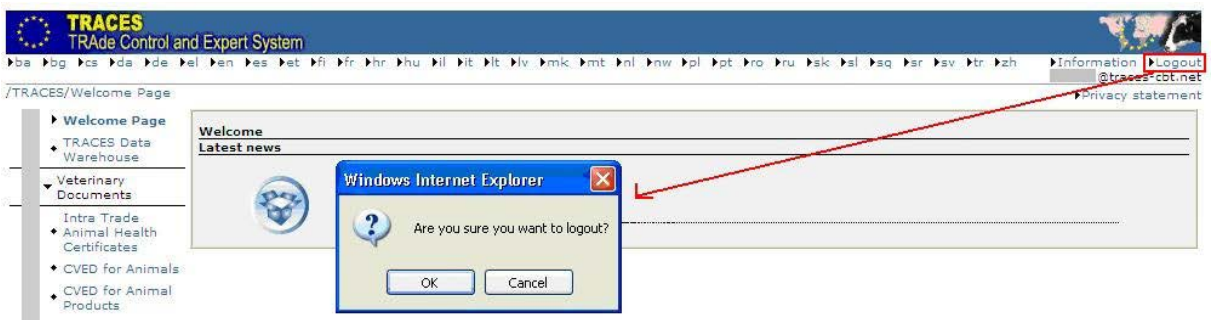 TRACES
TRAde Control and Expert System
ba bg cs da de el en es et fi fr hr hu il it lt lv mk mt nl nw pl pt ro ru sk sl sq sr sv tr zh Information Logout
@traces-cbt.net
/TRACES/Welcome Page Privacy statement
Welcome Page
TRACES Data
Warehouse
Veterinary
Documents
Intra Trade
Animal Health
Certificates
CVED for Animals
CVED for Animal
Products
Welcome
Latest news
Windows Internet Explorer
Are you sure you want to logout?
OK Cancel